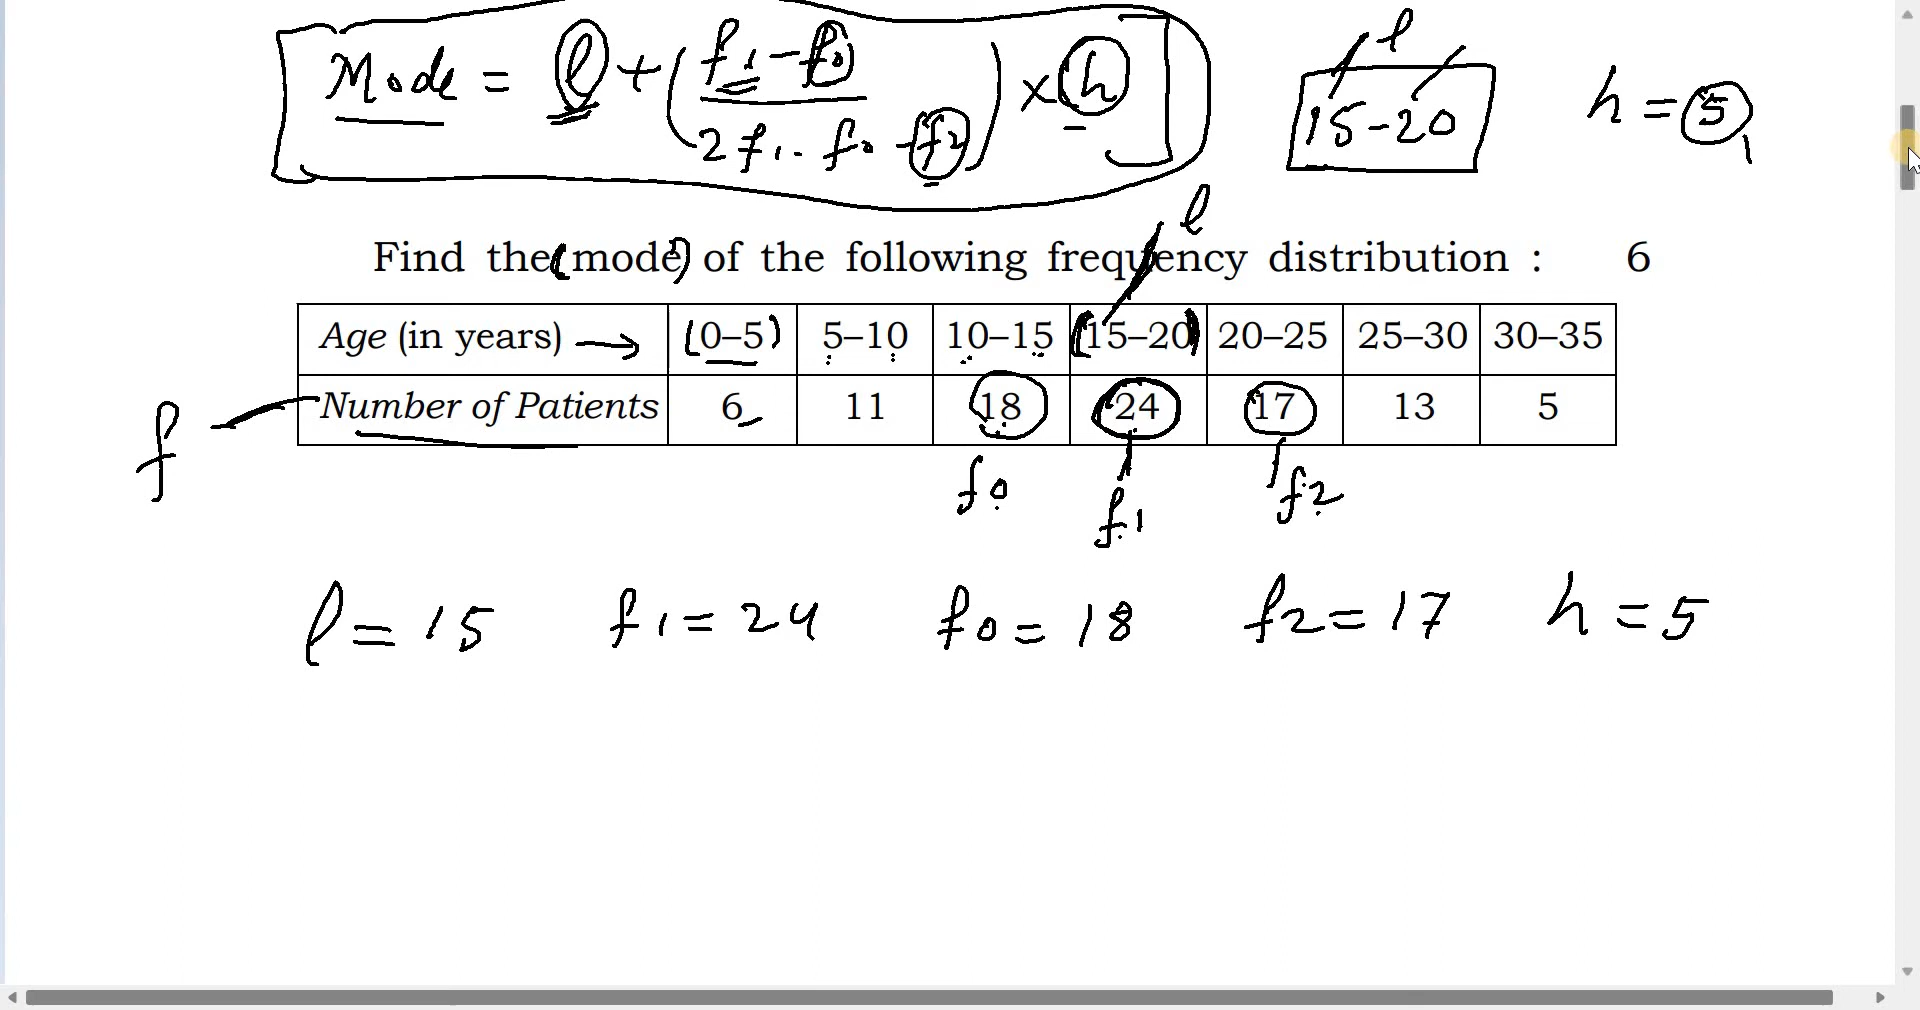 Mode = l + (f1 - f0 / 2f1 - f0 - f2) × h
l
15-20
h = 5
l
Find the (mode) of the following frequency distribution : 6
Age (in years) → (0–5) 5–10 10–15 (15–20) 20–25 25–30 30–35
f Number of Patients 6 11 18 24 17 13 5
f0 f1 f2
l = 15 f1 = 24 f0 = 18 f2 = 17 h = 5